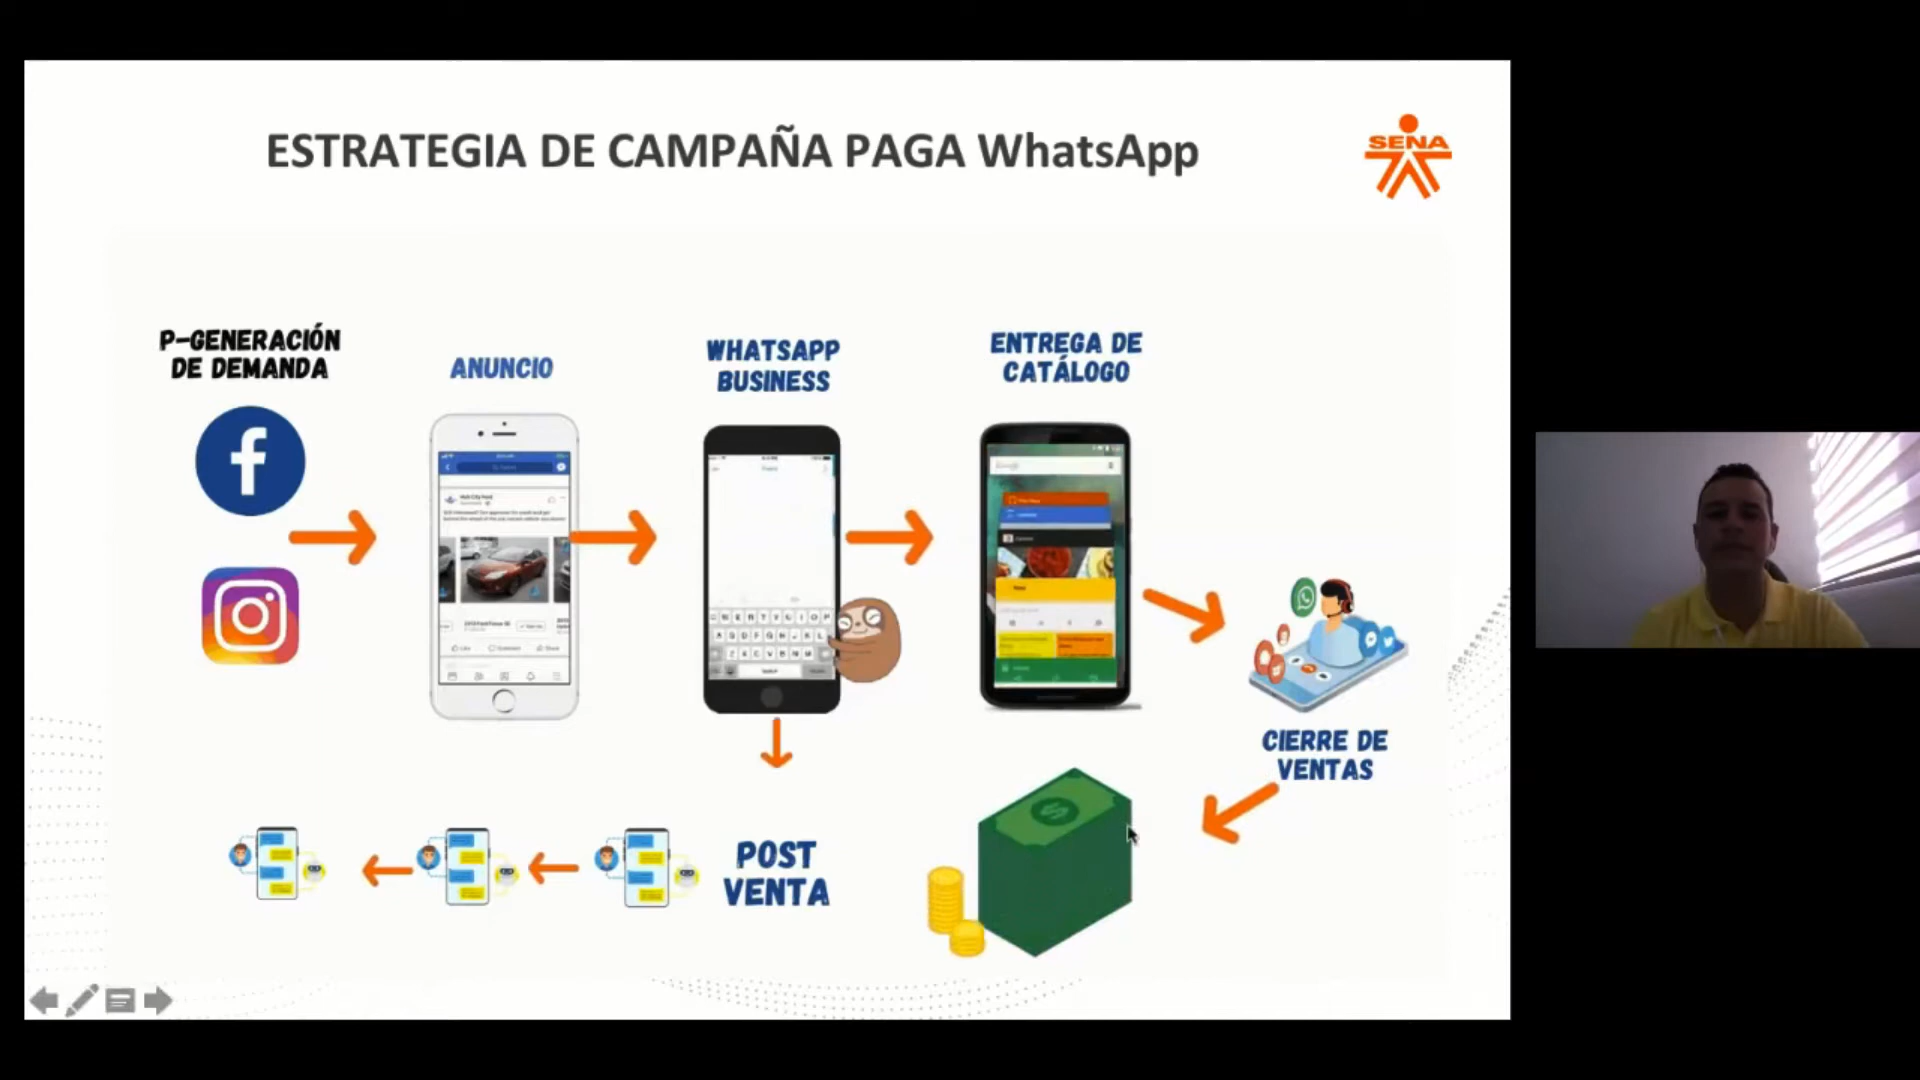 ESTRATEGIA DE CAMPAÑA PAGA WhatsApp
SENA
P-GENERACIÓN
DE DEMANDA
ANUNCIO
WHATSAPP
BUSINESS
ENTREGA DE
CATÁLOGO
CIERRE DE
VENTAS
POST
VENTA